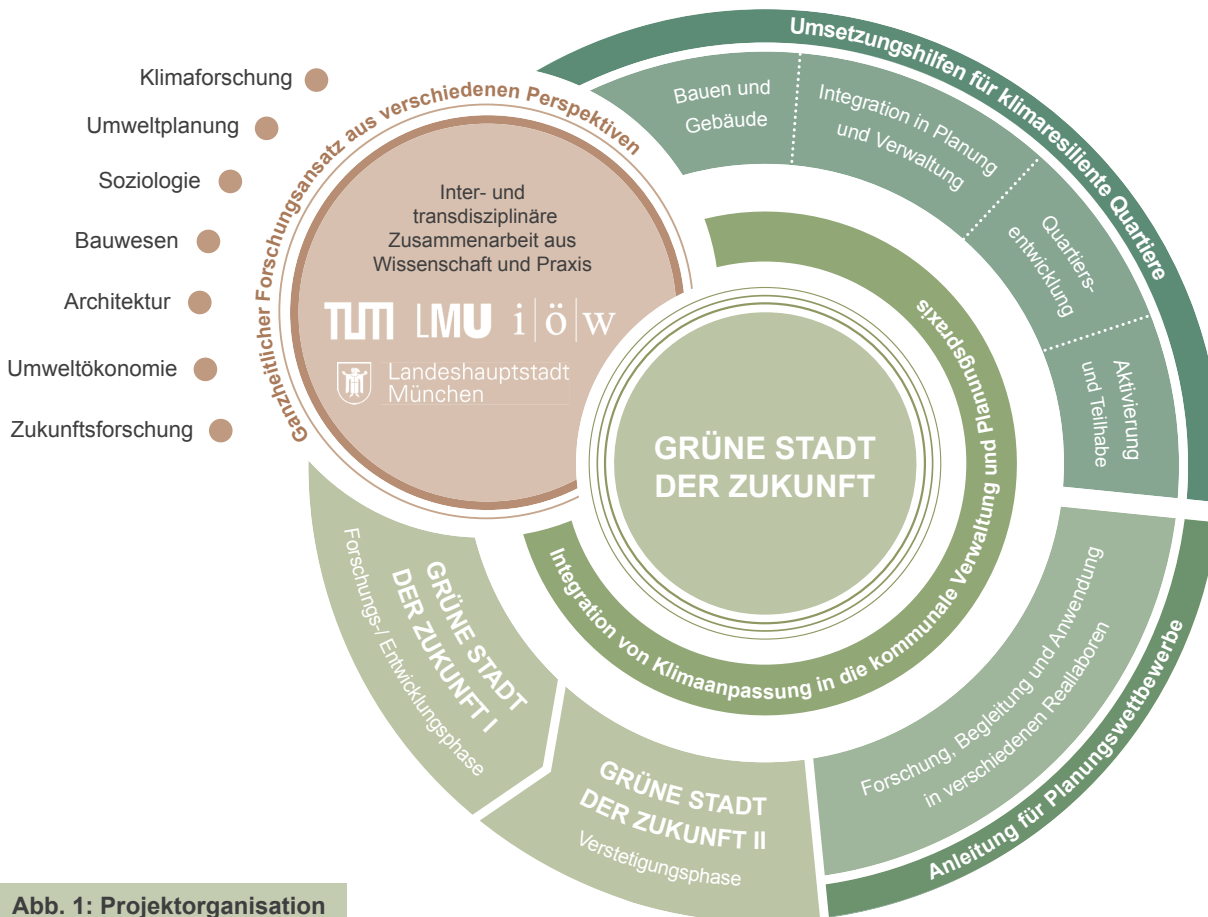 Klimaforschung
Umweltplanung
Soziologie
Bauwesen
Architektur
Umweltökonomie
Zukunftsforschung
Ganzheitlicher Forschungsansatz aus verschiedenen Perspektiven
Inter- und
transdisziplinäre
Zusammenarbeit aus
Wissenschaft und Praxis
TUM LMU i|ö|w
Landeshauptstadt
München
Umsetzungshilfen für klimaresiliente Quartiere
Bauen und
Gebäude
Integration in Planung
und Verwaltung
Quartiers-
entwicklung
Aktivierung
und Teilhabe
GRÜNE STADT
DER ZUKUNFT
Integration von Klimaanpassung in die kommunale Verwaltung und Planungspraxis
GRÜNE STADT
DER ZUKUNFT I
Forschungs-/ Entwicklungsphase
GRÜNE STADT
DER ZUKUNFT II
Verstetigungsphase
Forschung, Begleitung und Anwendung
in verschiedenen Reallaboren
Anleitung für Planungswettbewerbe
Abb. 1: Projektorganisation